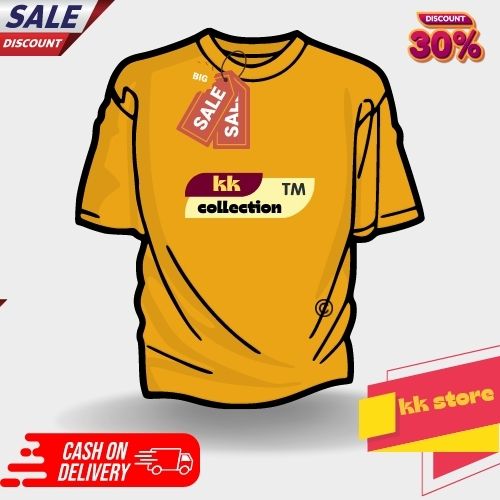 SALE
DISCOUNT
DISCOUNT
30%
BIG
SALE
SALE
kk
TM
collection
©
kk store
CASH ON
DELIVERY